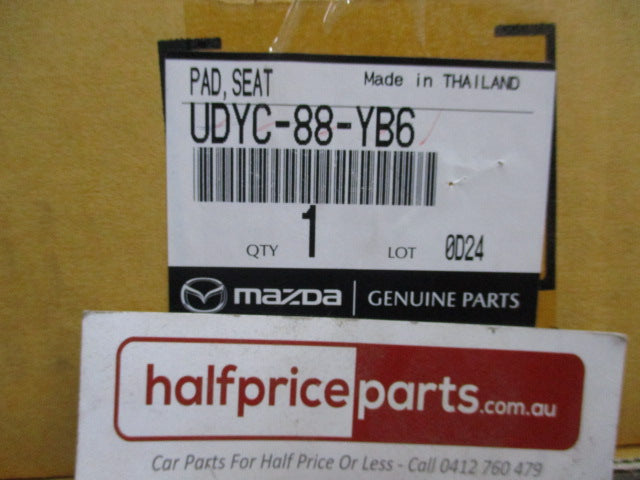 PAD, SEAT Made in THAILAND
UDYC-88-YB6
QTY 1 LOT 0D24
mazda GENUINE PARTS
halfpriceparts.com.au
Car Parts For Half Price Or Less - Call 0412 760 479